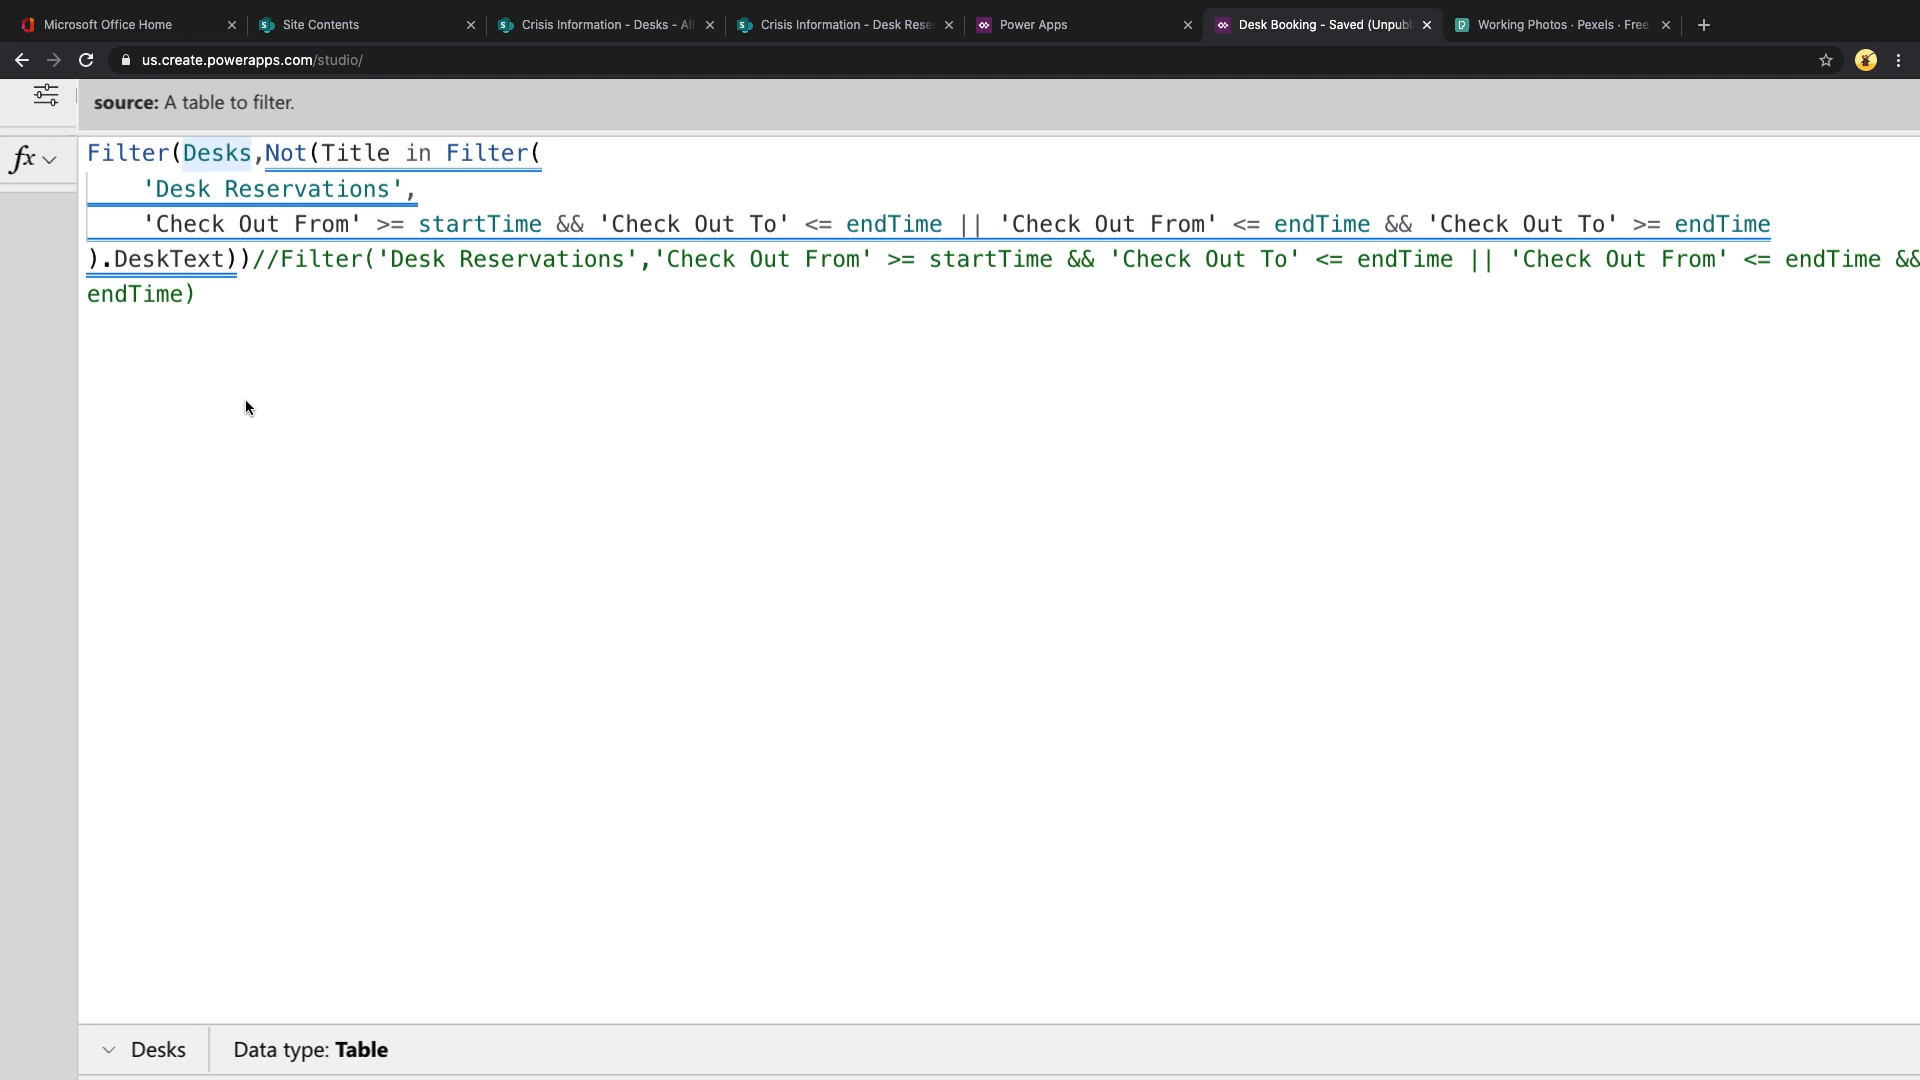 Microsoft Office Home
Site Contents
Crisis Information - Desks - Al
Crisis Information - Desk Rese
Power Apps
Desk Booking - Saved (Unpubl
Working Photos · Pexels · Free
us.create.powerapps.com/studio/
source: A table to filter.
fx
Filter(Desks,Not(Title in Filter(
'Desk Reservations',
'Check Out From' >= startTime && 'Check Out To' <= endTime || 'Check Out From' <= endTime && 'Check Out To' >= endTime
).DeskText))//Filter('Desk Reservations','Check Out From' >= startTime && 'Check Out To' <= endTime || 'Check Out From' <= endTime &&
endTime)
Desks
Data type: Table